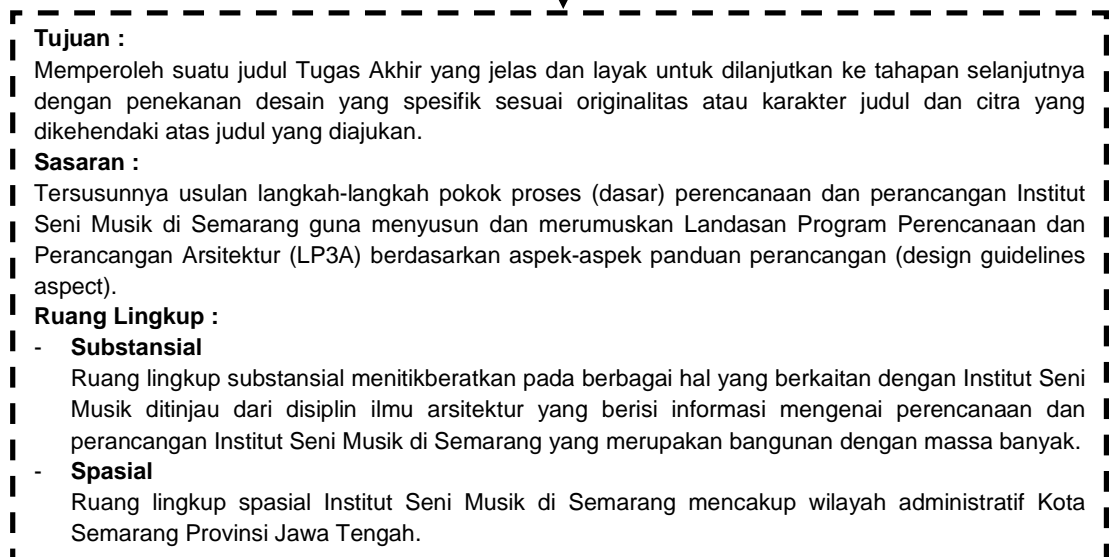 Tujuan :
Memperoleh suatu judul Tugas Akhir yang jelas dan layak untuk dilanjutkan ke tahapan selanjutnya
dengan penekanan desain yang spesifik sesuai originalitas atau karakter judul dan citra yang
dikehendaki atas judul yang diajukan.
Sasaran :
Tersusunnya usulan langkah-langkah pokok proses (dasar) perencanaan dan perancangan Institut
Seni Musik di Semarang guna menyusun dan merumuskan Landasan Program Perencanaan dan
Perancangan Arsitektur (LP3A) berdasarkan aspek-aspek panduan perancangan (design guidelines
aspect).
Ruang Lingkup :
- Substansial
Ruang lingkup substansial menitikberatkan pada berbagai hal yang berkaitan dengan Institut Seni
Musik ditinjau dari disiplin ilmu arsitektur yang berisi informasi mengenai perencanaan dan
perancangan Institut Seni Musik di Semarang yang merupakan bangunan dengan massa banyak.
- Spasial
Ruang lingkup spasial Institut Seni Musik di Semarang mencakup wilayah administratif Kota
Semarang Provinsi Jawa Tengah.